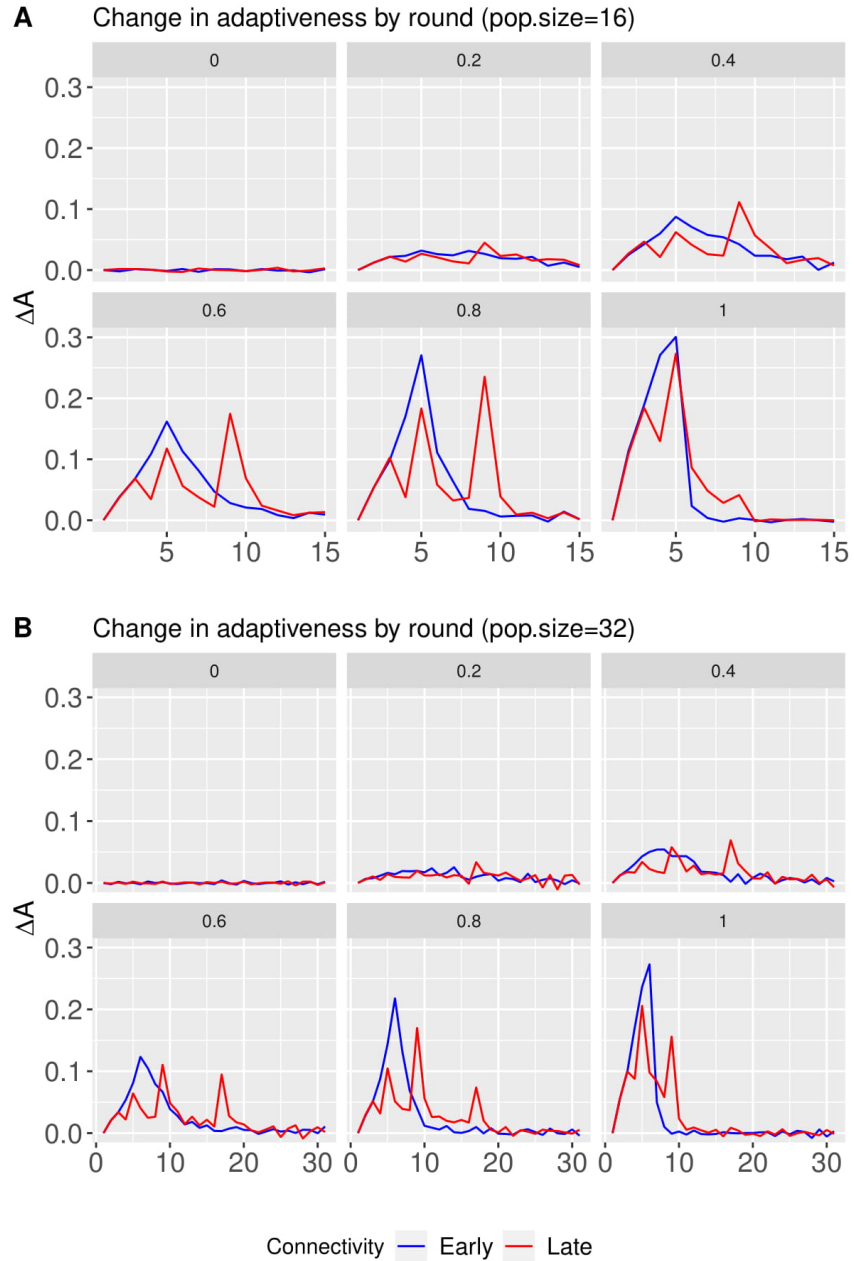 A Change in adaptiveness by round (pop.size=16)
0 0.2 0.4
0.3
0.2
0.1
0.0
ΔA
0.6 0.8 1
0.3
0.2
0.1
0.0
5 10 15 5 10 15 5 10 15
B Change in adaptiveness by round (pop.size=32)
0 0.2 0.4
0.3
0.2
0.1
0.0
ΔA
0.6 0.8 1
0.3
0.2
0.1
0.0
0 10 20 30 0 10 20 30 0 10 20 30
Connectivity Early Late